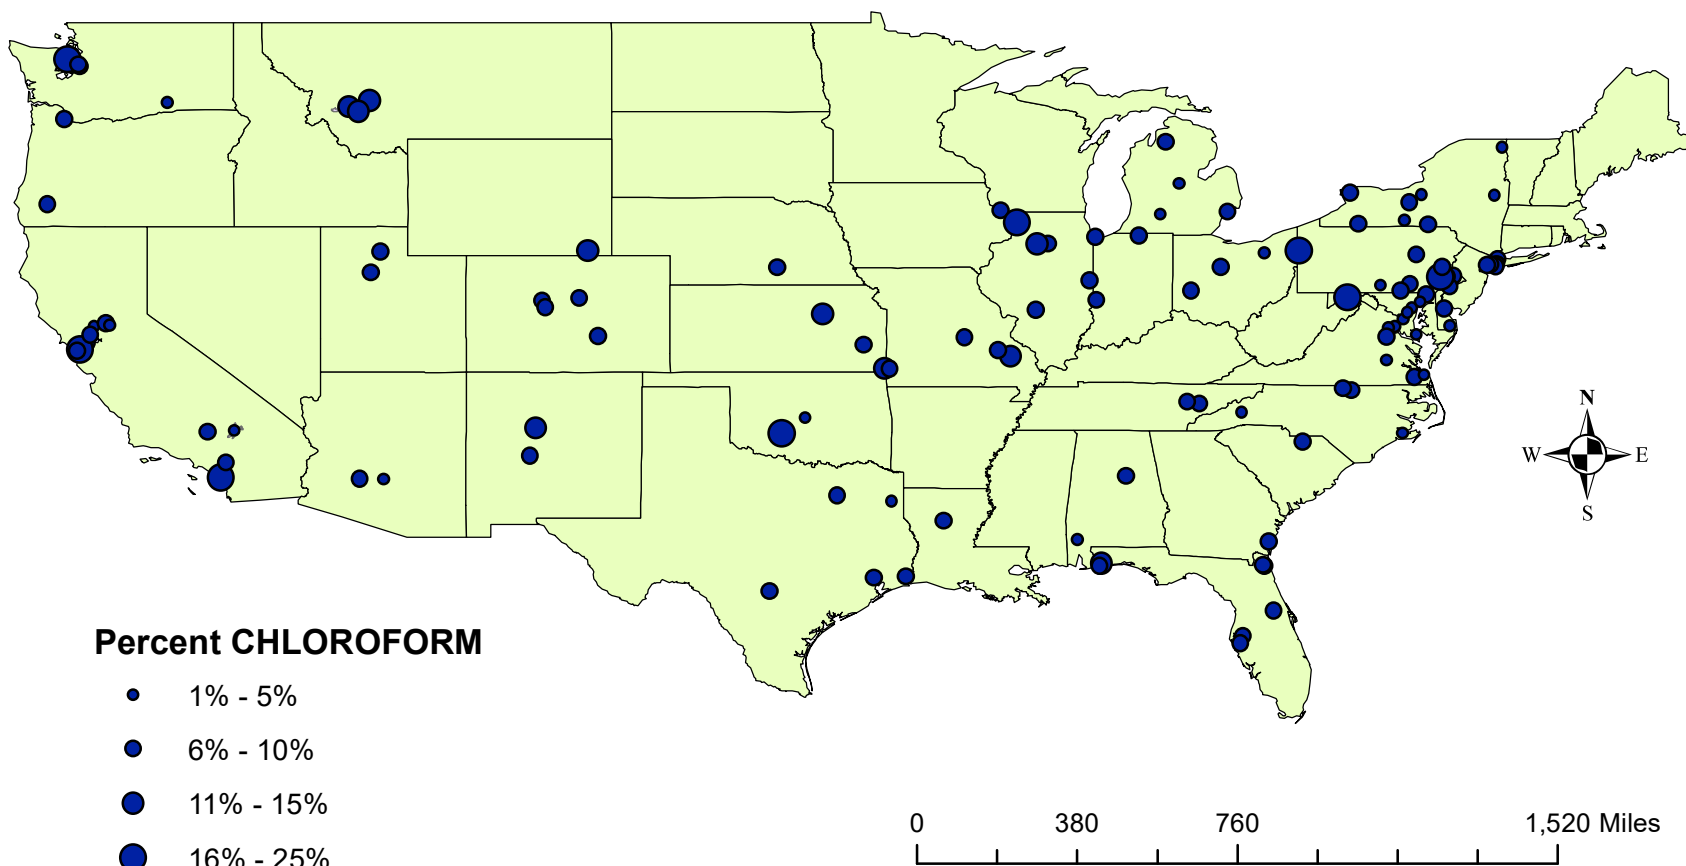 N
W E
S
Percent CHLOROFORM
1% - 5%
6% - 10%
11% - 15%
16% - 25%
0 380 760 1,520 Miles